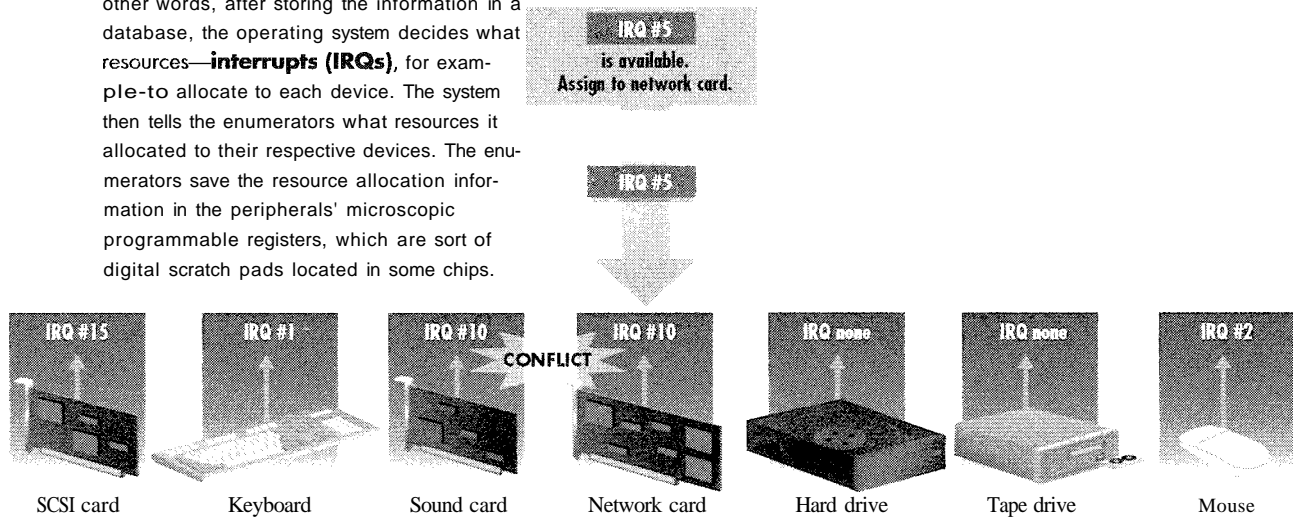 other words, after storing the information in a
database, the operating system decides what
resources—interrupts (IRQs), for exam-
ple-to allocate to each device. The system
then tells the enumerators what resources it
allocated to their respective devices. The enu-
merators save the resource allocation infor-
mation in the peripherals' microscopic
programmable registers, which are sort of
digital scratch pads located in some chips.
IRQ #5
is available.
Assign to network card.
IRQ #5
IRQ #15
IRQ #1
IRQ #10
CONFLICT
IRQ #10
IRQ none
IRQ none
IRQ #2
SCSI card
Keyboard
Sound card
Network card
Hard drive
Tape drive
Mouse